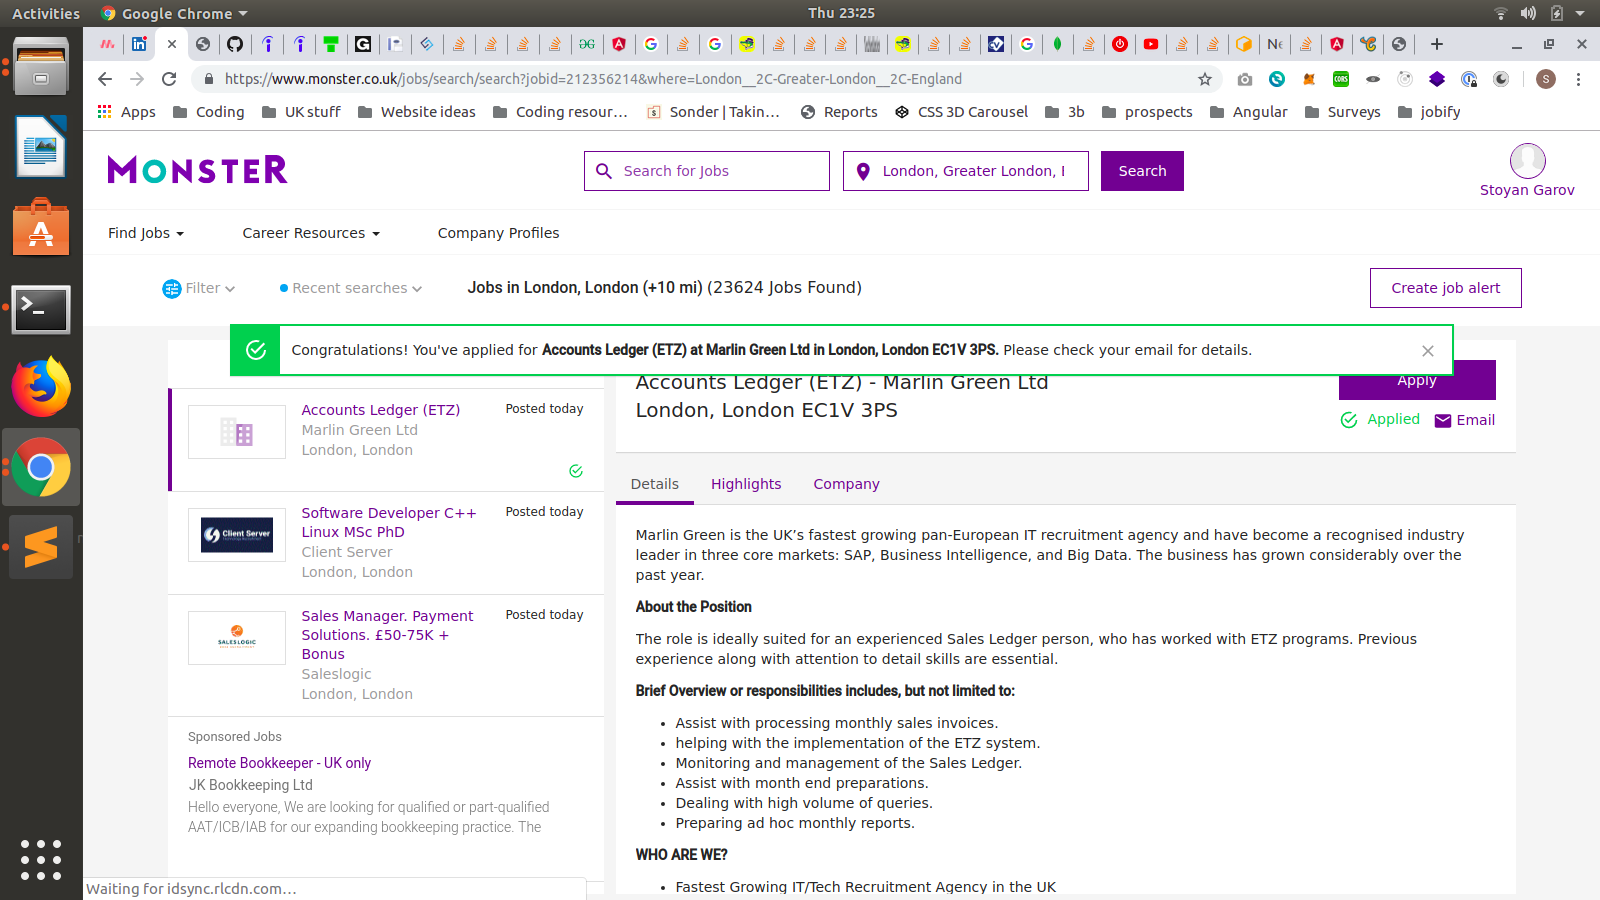 Activities
Google Chrome
Thu 23:25
https://www.monster.co.uk/jobs/search/search?jobid=212356214&where=London__2C-Greater-London__2C-England
S
Apps
Coding
UK stuff
Website ideas
Coding resour...
Sonder | Takin...
Reports
CSS 3D Carousel
3b
prospects
Angular
Surveys
jobify
MONSTER
Search for Jobs
London, Greater London, I
Search
Stoyan Garov
Find Jobs
Career Resources
Company Profiles
Filter
Recent searches
Jobs in London, London (+10 mi) (23624 Jobs Found)
Create job alert
Congratulations! You've applied for Accounts Ledger (ETZ) at Marlin Green Ltd in London, London EC1V 3PS. Please check your email for details.
Accounts Ledger (ETZ)
Posted today
Marlin Green Ltd
London, London
Software Developer C++
Linux MSc PhD
Posted today
Client Server
Client Server
London, London
Sales Manager. Payment
Solutions. £50-75K +
Bonus
Posted today
SALESLOGIC
Saleslogic
London, London
Sponsored Jobs
Remote Bookkeeper - UK only
JK Bookkeeping Ltd
Hello everyone, We are looking for qualified or part-qualified
AAT/ICB/IAB for our expanding bookkeeping practice. The
Accounts Ledger (ETZ) - Marlin Green Ltd
London, London EC1V 3PS
Apply
Applied
Email
Details
Highlights
Company
Marlin Green is the UK’s fastest growing pan-European IT recruitment agency and have become a recognised industry
leader in three core markets: SAP, Business Intelligence, and Big Data. The business has grown considerably over the
past year.
About the Position
The role is ideally suited for an experienced Sales Ledger person, who has worked with ETZ programs. Previous
experience along with attention to detail skills are essential.
Brief Overview or responsibilities includes, but not limited to:
• Assist with processing monthly sales invoices.
• helping with the implementation of the ETZ system.
• Monitoring and management of the Sales Ledger.
• Assist with month end preparations.
• Dealing with high volume of queries.
• Preparing ad hoc monthly reports.
WHO ARE WE?
• Fastest Growing IT/Tech Recruitment Agency in the UK
Waiting for idsync.rlcdn.com...